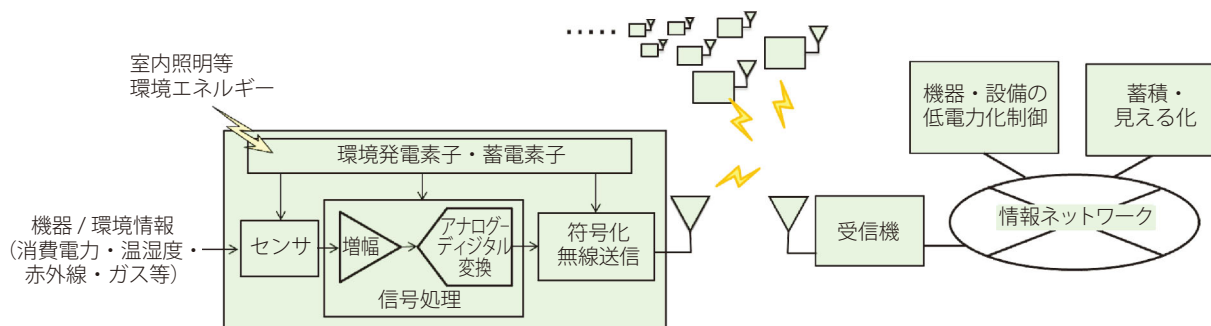 室内照明等
環境エネルギー
環境発電素子・蓄電素子
機器 / 環境情報
（消費電力・温湿度・
赤外線・ガス等）
センサ
増幅
アナログー
ディジタル
変換
信号処理
符号化
無線送信
受信機
機器・設備の
低電力化制御
蓄積・
見える化
情報ネットワーク